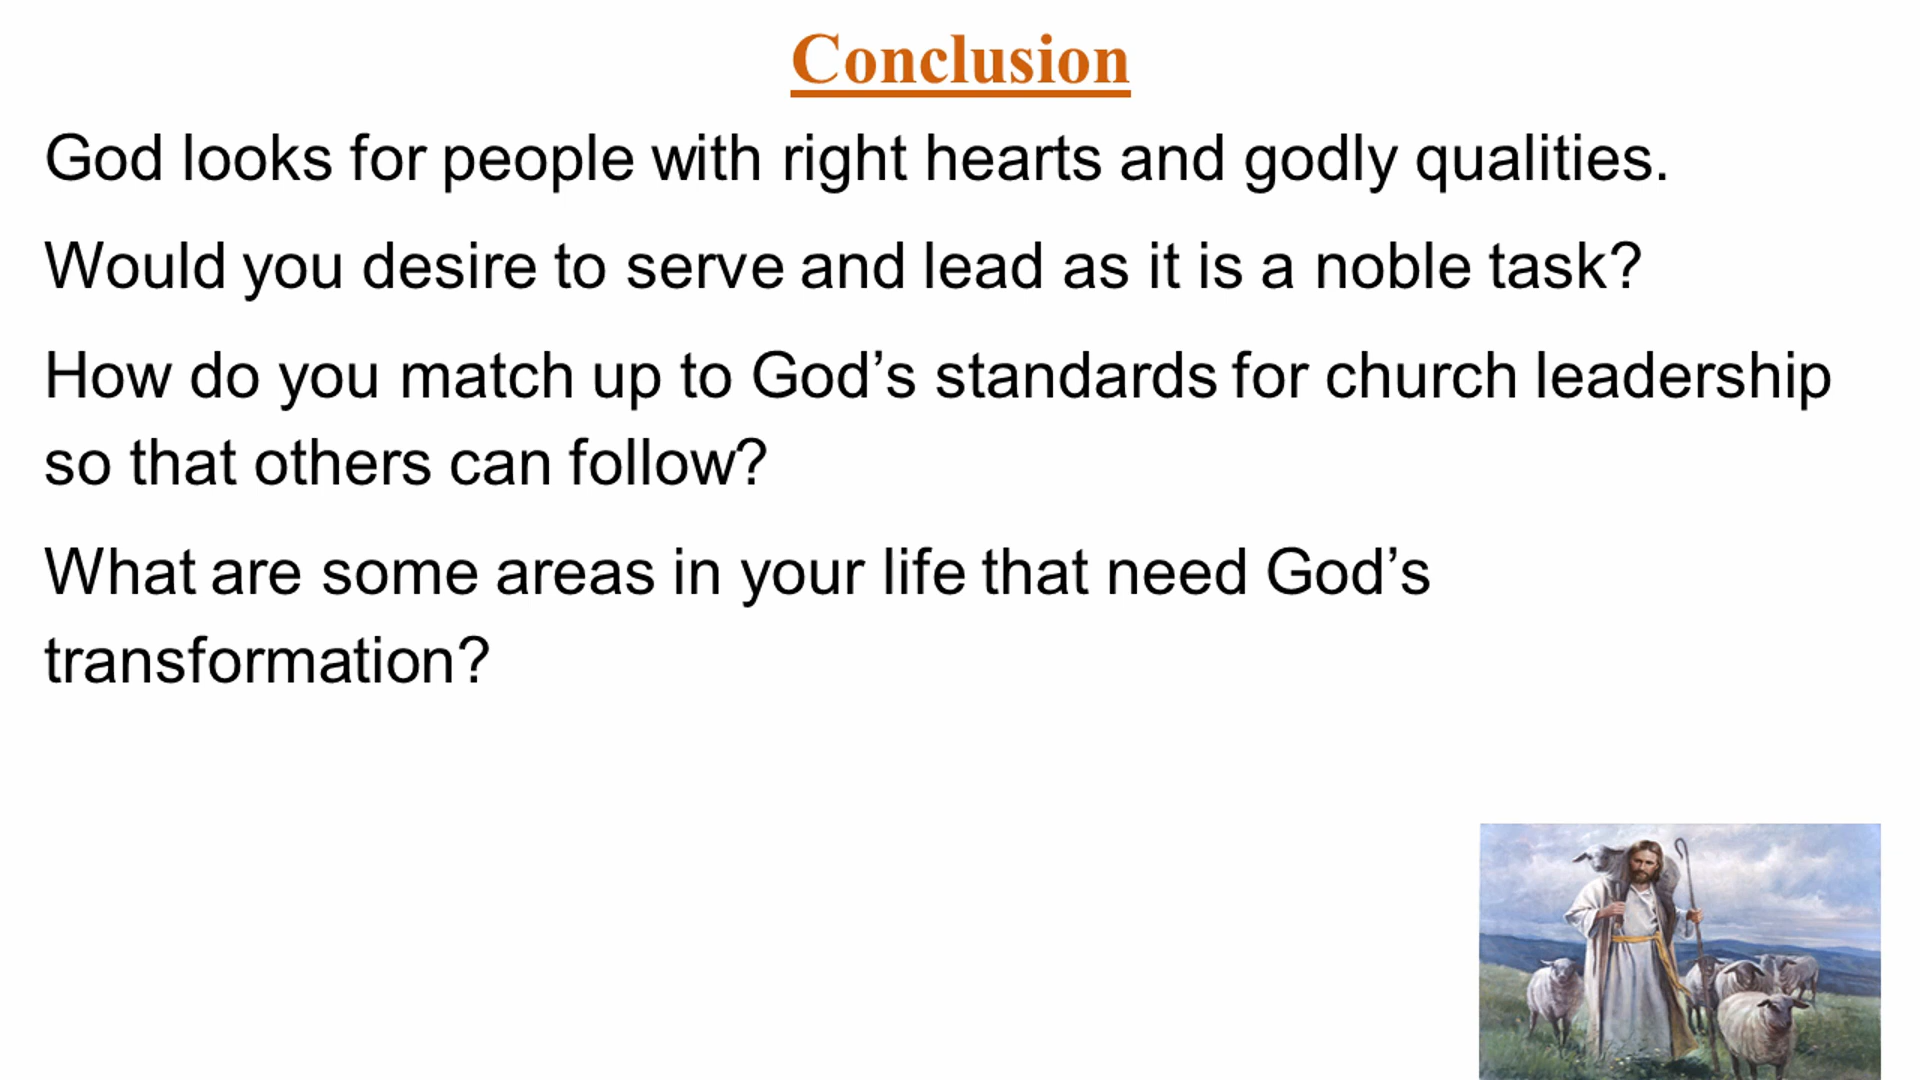 Conclusion
God looks for people with right hearts and godly qualities.
Would you desire to serve and lead as it is a noble task?
How do you match up to God’s standards for church leadership
so that others can follow?
What are some areas in your life that need God’s
transformation?